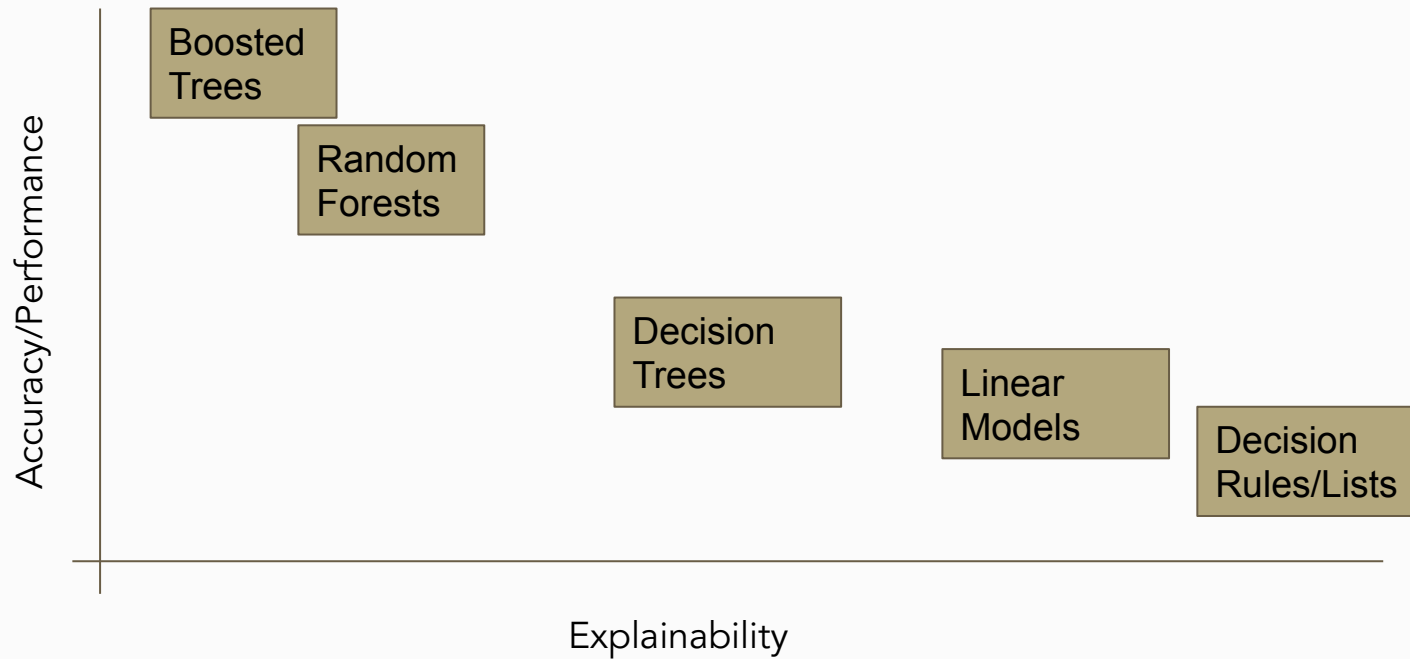 Accuracy/Performance
Boosted
Trees
Random
Forests
Decision
Trees
Linear
Models
Decision
Rules/Lists
Explainability